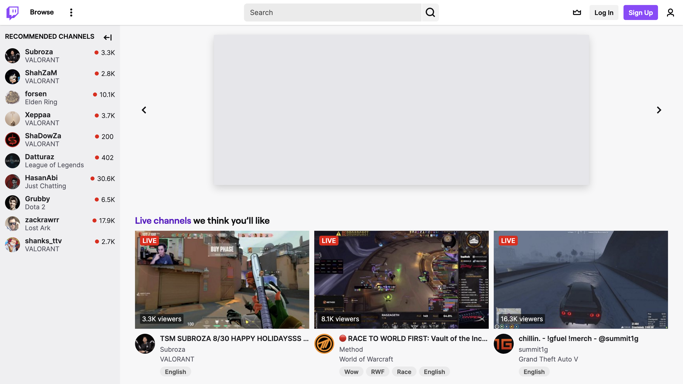 Browse
Search
Log In
Sign Up
RECOMMENDED CHANNELS
Subroza
3.3K
VALORANT
ShahZaM
2.8K
VALORANT
forsen
10.1K
Elden Ring
Xeppaa
3.7K
VALORANT
ShaDowZa
200
VALORANT
Datturaz
402
League of Legends
HasanAbi
30.6K
Just Chatting
Grubby
6.5K
Dota 2
zackrawrr
17.9K
Lost Ark
shanks_ttv
2.7K
VALORANT
Live channels we think you'll like
LIVE
BUY PHASE
3.3K viewers
TSM SUBROZA 8/30 HAPPY HOLIDAYSSS ...
Subroza
VALORANT
English
LIVE
8.1K viewers
RACE TO WORLD FIRST: Vault of the Inc...
Method
World of Warcraft
Wow RWF Race English
LIVE
16.3K viewers
chillin. - !gfuel !merch - @summit1g
summit1g
Grand Theft Auto V
English